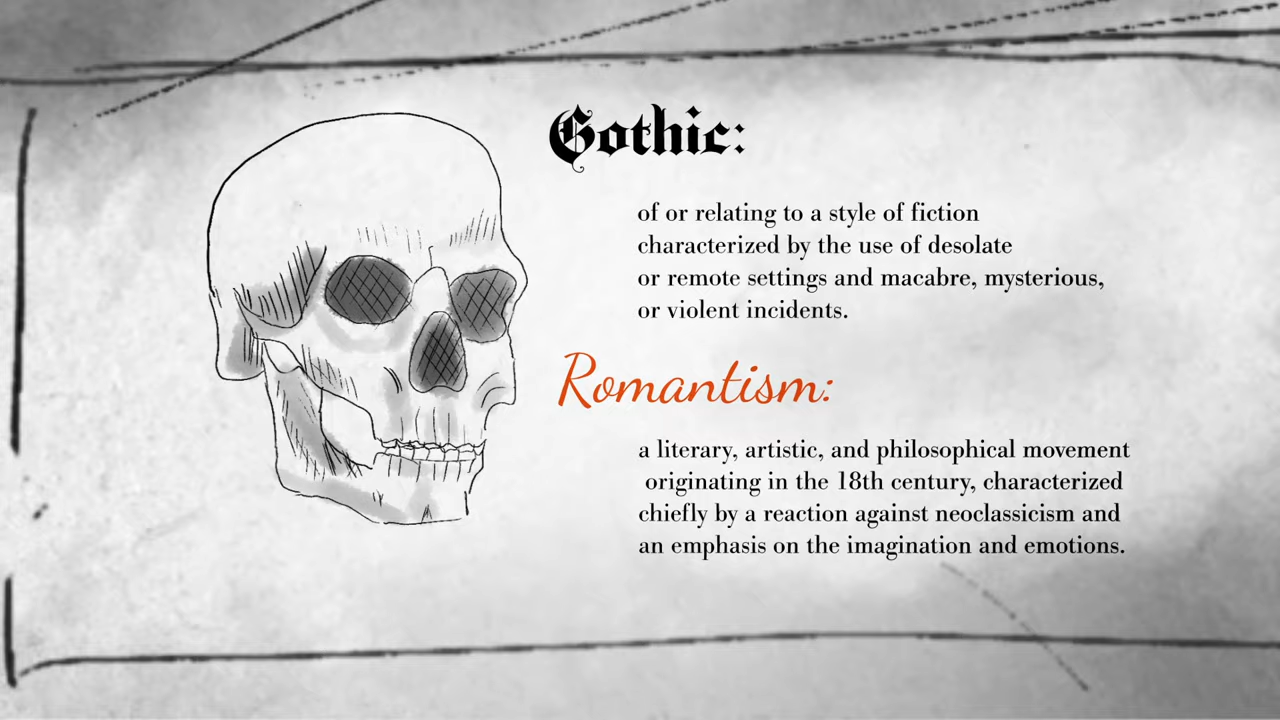 Gothic:
of or relating to a style of fiction
characterized by the use of desolate
or remote settings and macabre, mysterious,
or violent incidents.
Romantism:
a literary, artistic, and philosophical movement
originating in the 18th century, characterized
chiefly by a reaction against neoclassicism and
an emphasis on the imagination and emotions.